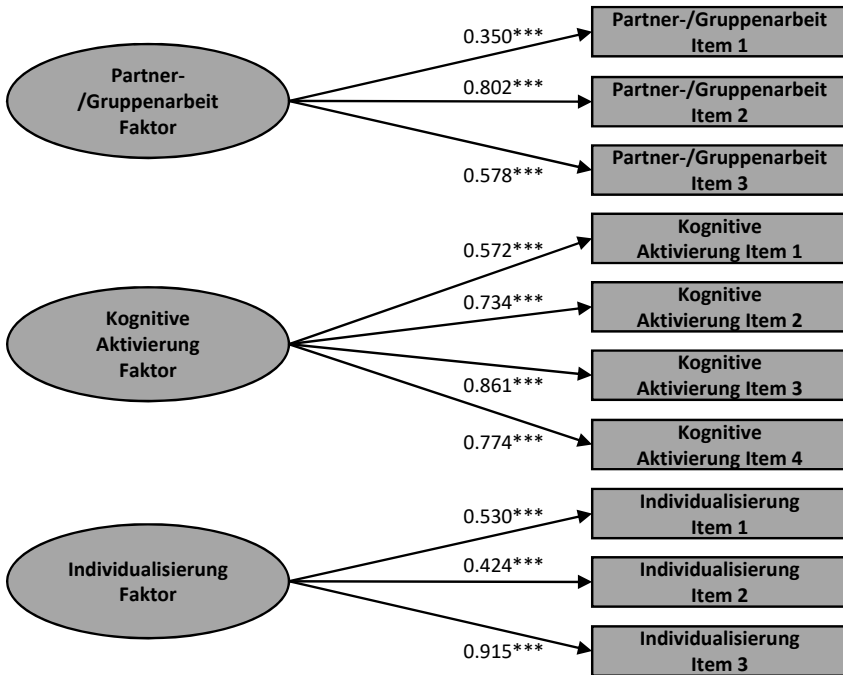 Partner-
/Gruppenarbeit
Faktor
0.350***
0.802***
0.578***
Partner-/Gruppenarbeit
Item 1
Partner-/Gruppenarbeit
Item 2
Partner-/Gruppenarbeit
Item 3
Kognitive
Aktivierung
Faktor
0.572***
0.734***
0.861***
0.774***
Kognitive
Aktivierung Item 1
Kognitive
Aktivierung Item 2
Kognitive
Aktivierung Item 3
Kognitive
Aktivierung Item 4
Individualisierung
Faktor
0.530***
0.424***
0.915***
Individualisierung
Item 1
Individualisierung
Item 2
Individualisierung
Item 3